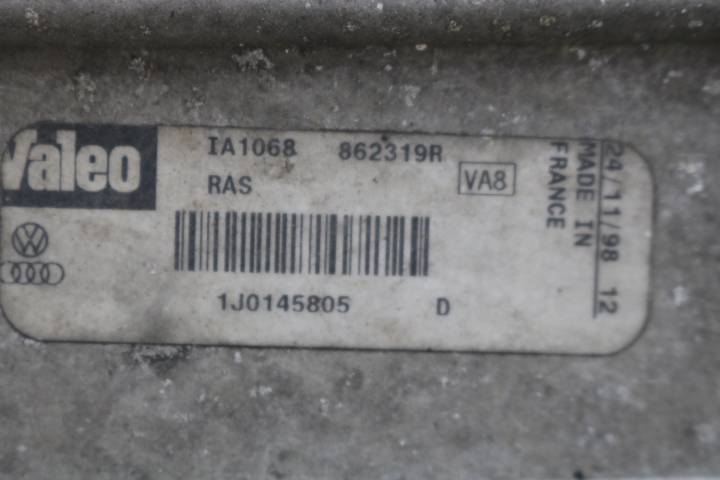 Valeo
IA1068 862319R
RAS
VA8
1J0145805 D
MADE IN
FRANCE
24/11/98 12